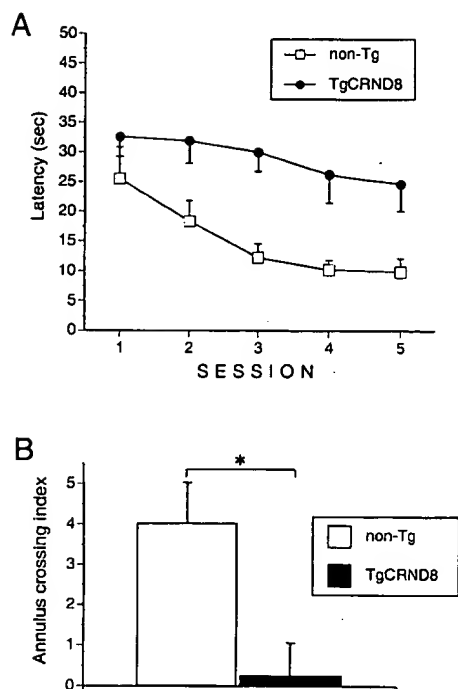 A
non-Tg
TgCRND8
Latency (sec)
50
45
40
35
30
25
20
15
10
5
0
1 2 3 4 5
SESSION
B
*
Annulus crossing index
5
4
3
2
1
0
non-Tg
TgCRND8